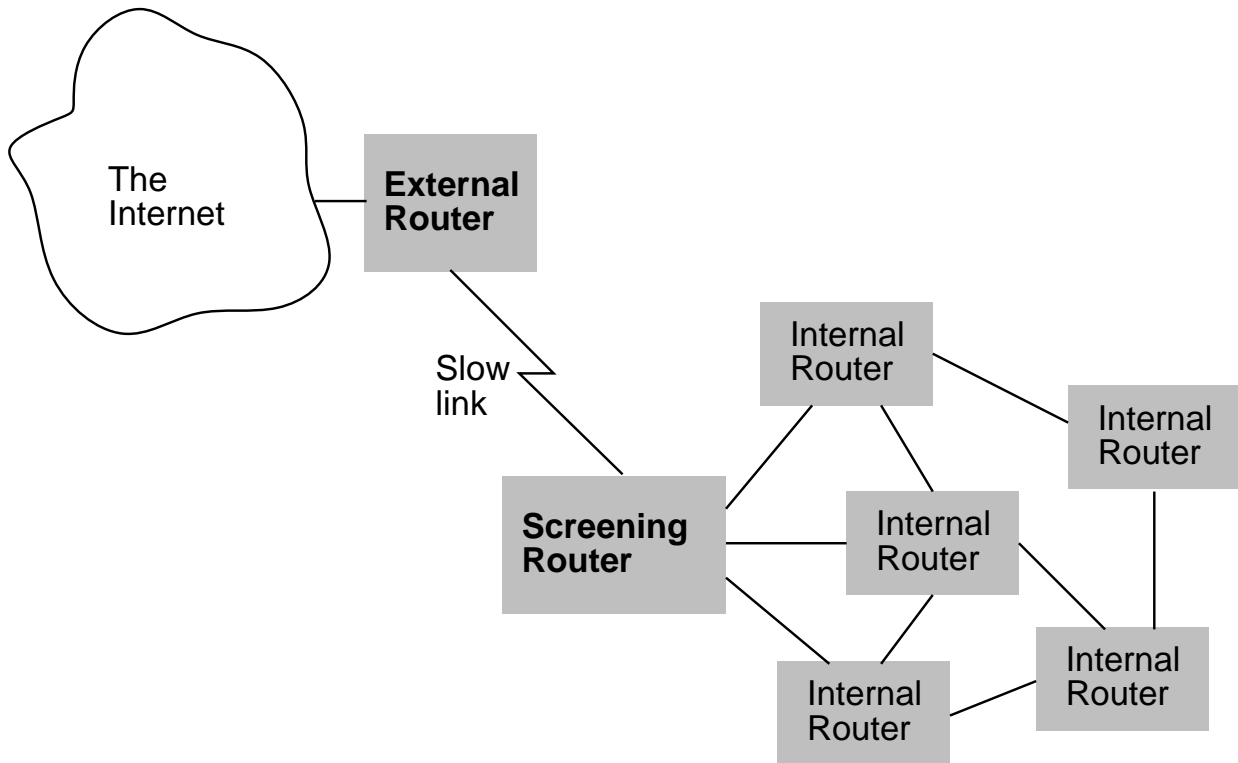 The
Internet
External
Router
Slow
link
Internal
Router
Internal
Router
Screening
Router
Internal
Router
Internal
Router
Internal
Router